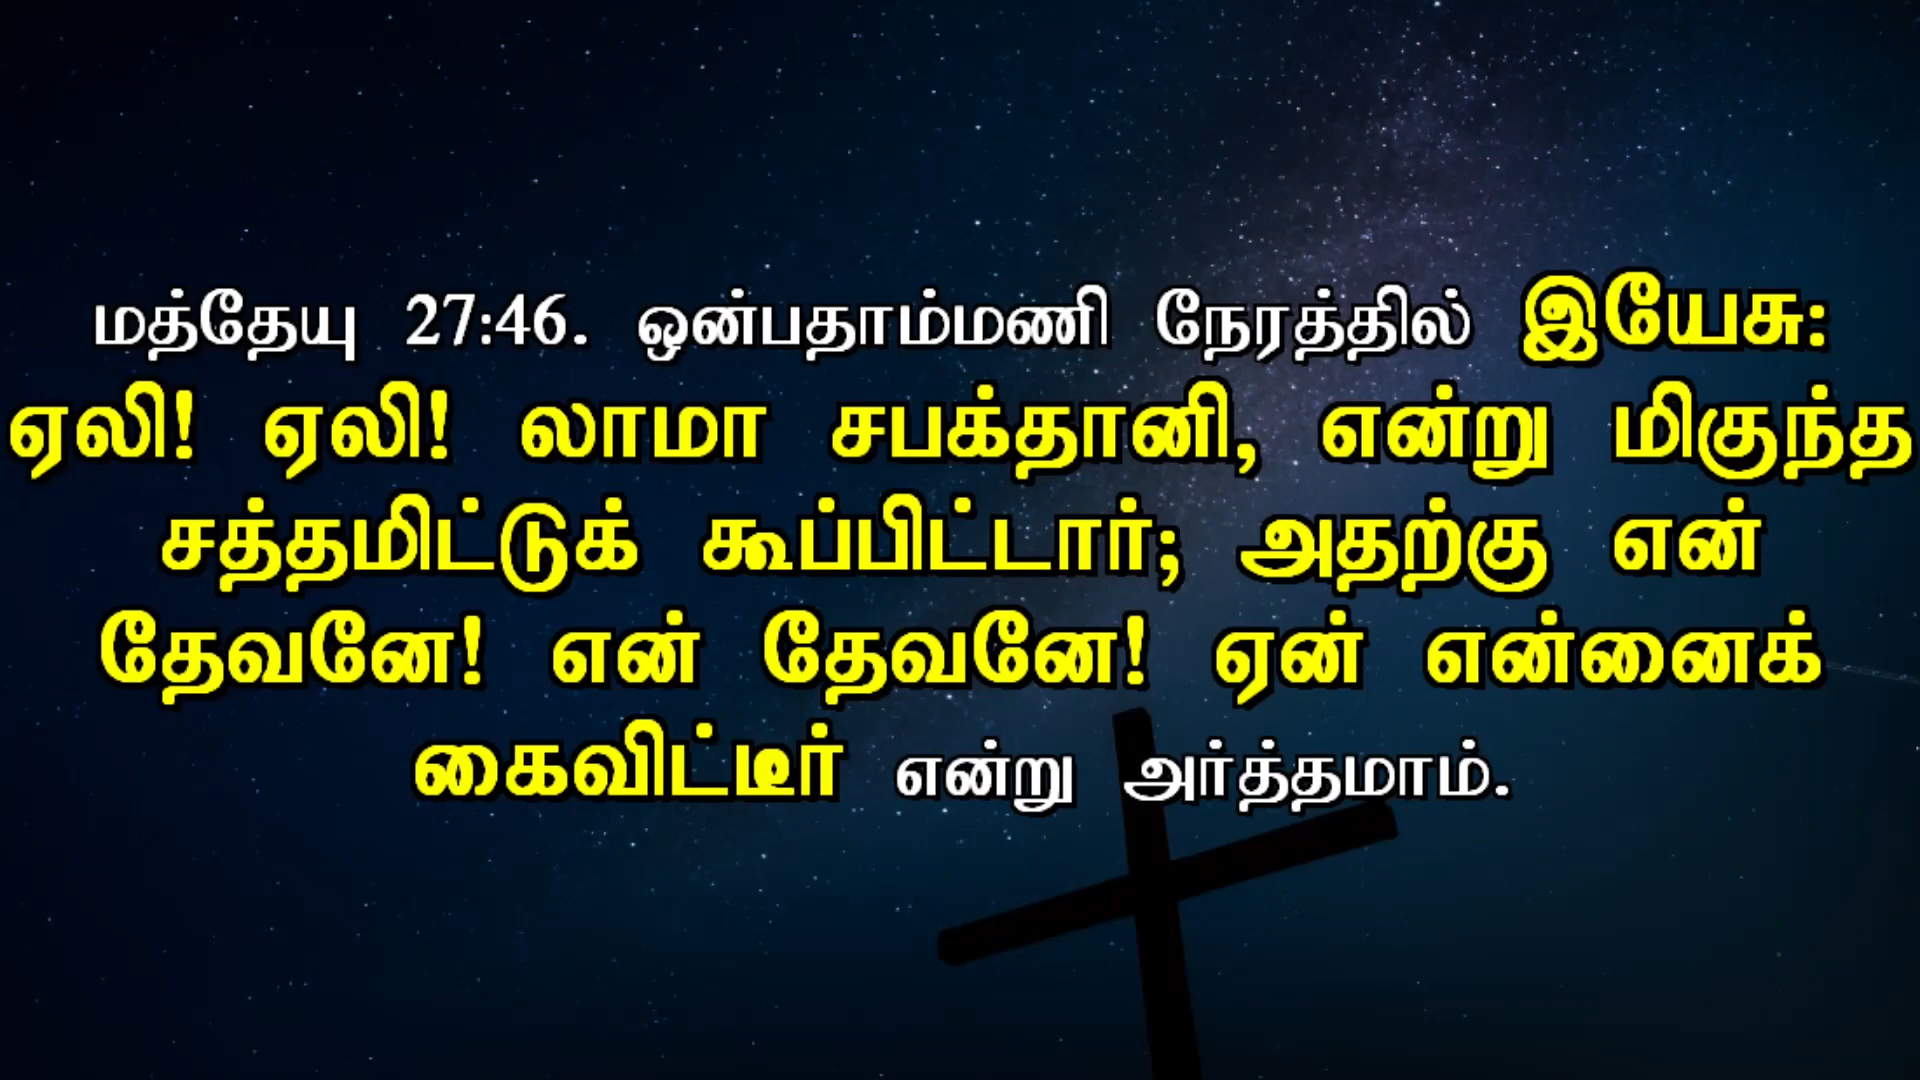 மத்தேயு 27:46. ஒன்பதாம்மணி நேரத்தில் இயேசு:
ஏலி! ஏலி! லாமா சபக்தானி, என்று மிகுந்த
சத்தமிட்டுக் கூப்பிட்டார்; அதற்கு என்
தேவனே! என் தேவனே! ஏன் என்னைக்
கைவிட்டீர் என்று அர்த்தமாம்.